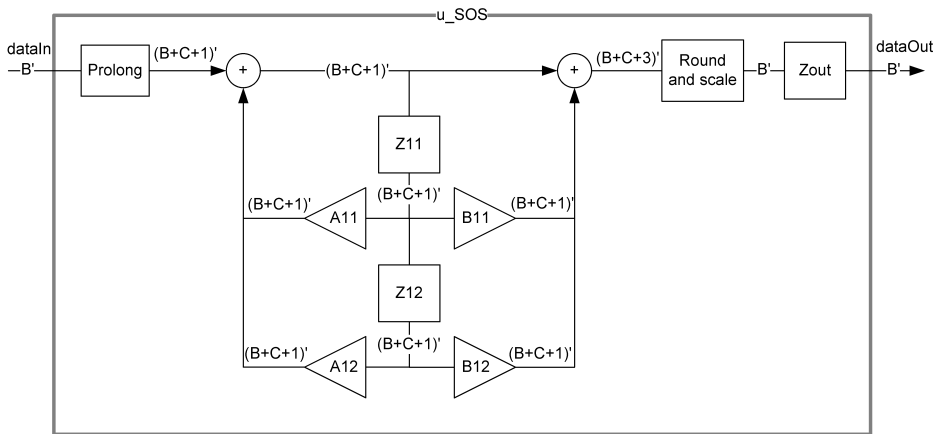 u_SOS
dataIn
B'
Prolong
(B+C+1)'
+
(B+C+1)'
+
(B+C+3)'
Round
and scale
B'
Zout
dataOut
B'
Z11
(B+C+1)'
(B+C+1)'
A11
B11
(B+C+1)'
Z12
(B+C+1)'
(B+C+1)'
A12
B12
(B+C+1)'